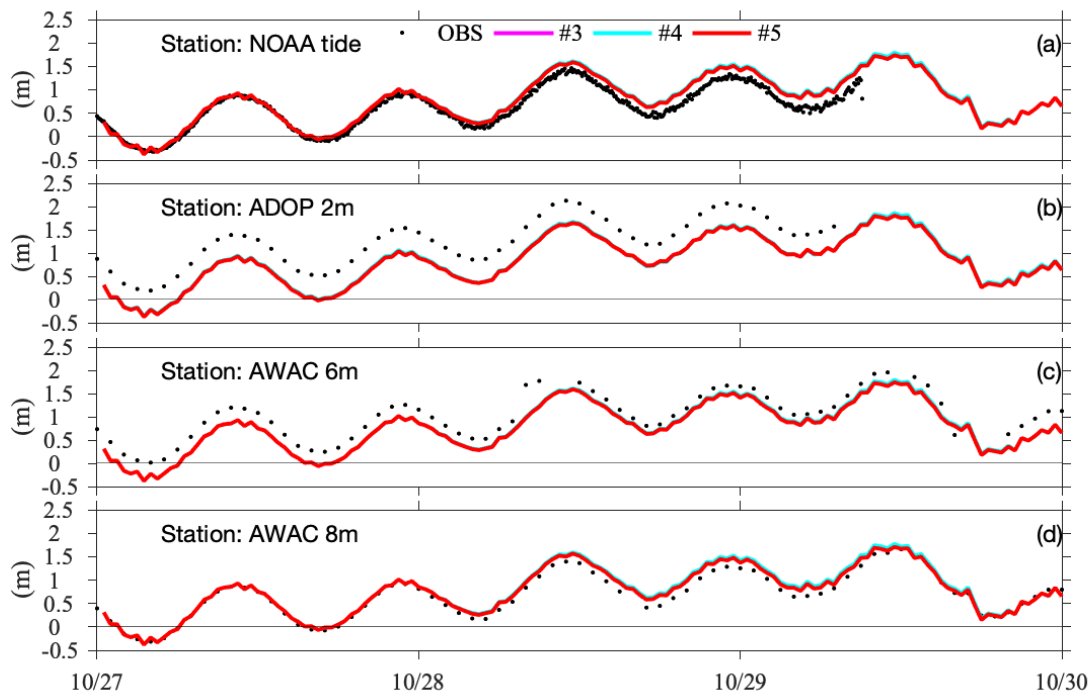 OBS #3 #4 #5
Station: NOAA tide (a)
2.5
2
1.5
1
0.5
0
-0.5
(m)
Station: ADOP 2m (b)
2.5
2
1.5
1
0.5
0
-0.5
(m)
Station: AWAC 6m (c)
2.5
2
1.5
1
0.5
0
-0.5
(m)
Station: AWAC 8m (d)
2.5
2
1.5
1
0.5
0
-0.5
(m)
10/27 10/28 10/29 10/30